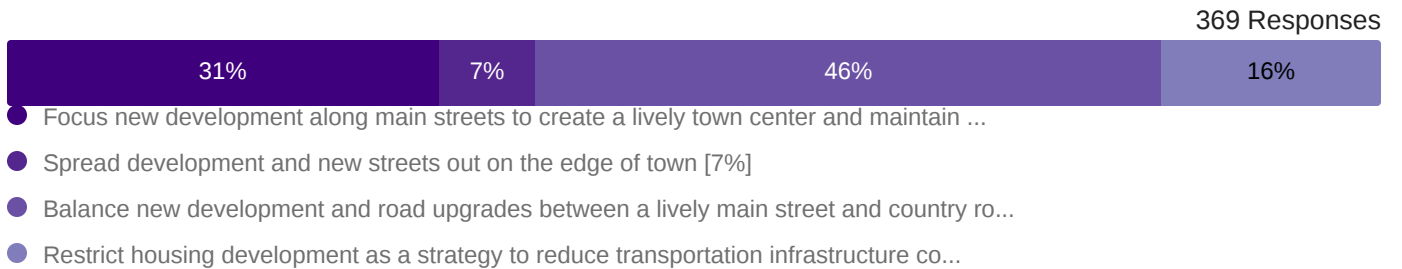 369 Responses
31% 7% 46% 16%
Focus new development along main streets to create a lively town center and maintain ...
Spread development and new streets out on the edge of town [7%]
Balance new development and road upgrades between a lively main street and country ro...
Restrict housing development as a strategy to reduce transportation infrastructure co...